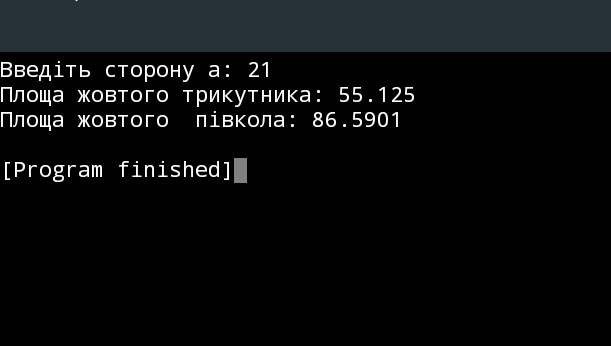 Введіть сторону а: 21
Площа жовтого трикутника: 55.125
Площа жовтого  півкола: 86.5901
[Program finished]